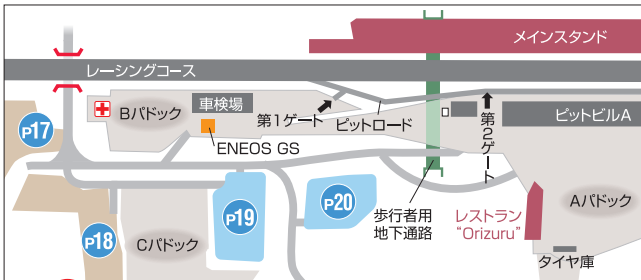 メインスタンド
レーシングコース
Bパドック
車検場
第1ゲート
ピットロード
第2ゲート
ピットビルA
P17
ENEOS GS
P18
Cパドック
P19
P20
歩行者用
地下通路
レストラン
“Orizuru”
Aパドック
タイヤ庫